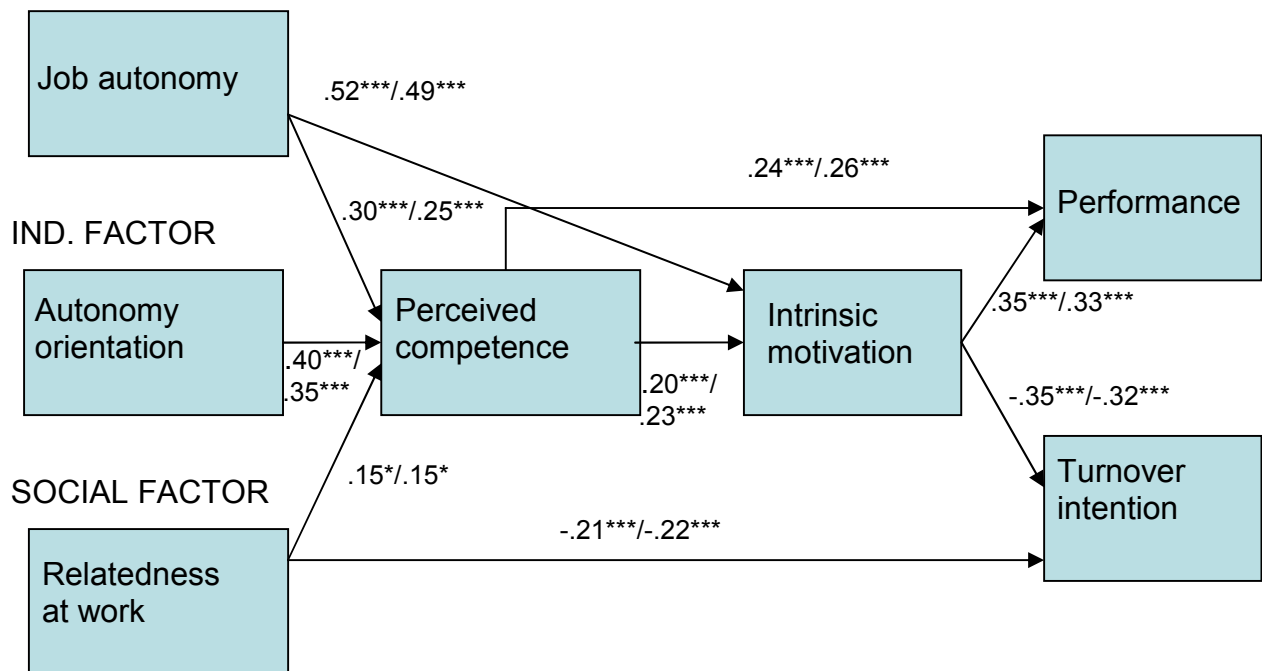 Job autonomy
.52***/.49***
.24***/.26***
Performance
.30***/.25***
IND. FACTOR
Autonomy
orientation
Perceived
competence
Intrinsic
motivation
.35***/.33***
.40***/
.35***
.20***/
.23***
-.35***/-.32***
.15*/.15*
SOCIAL FACTOR
Turnover
intention
-.21***/-.22***
Relatedness
at work